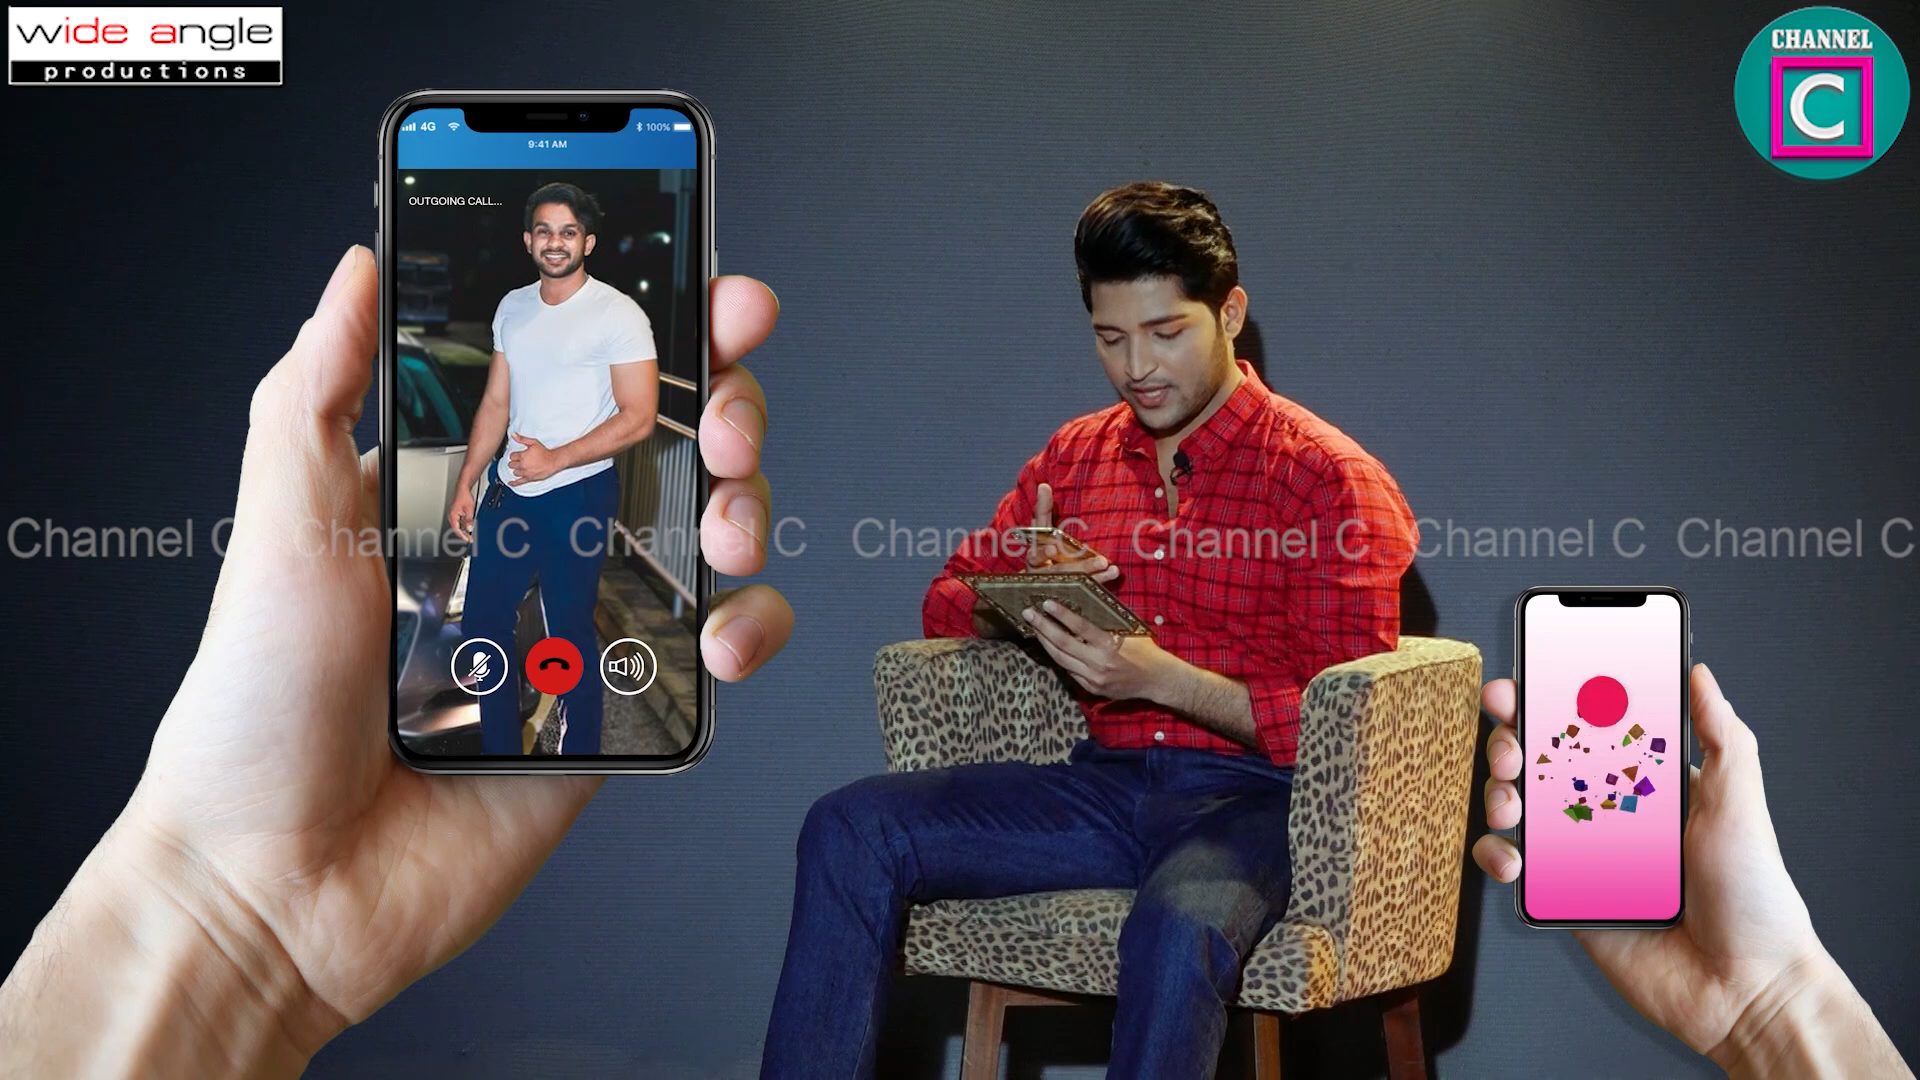 wide angle
productions
CHANNEL
C
4G
100%
9:41 AM
OUTGOING CALL...
Channel C Channel C Channel C Channel C Channel C Channel C Channel C